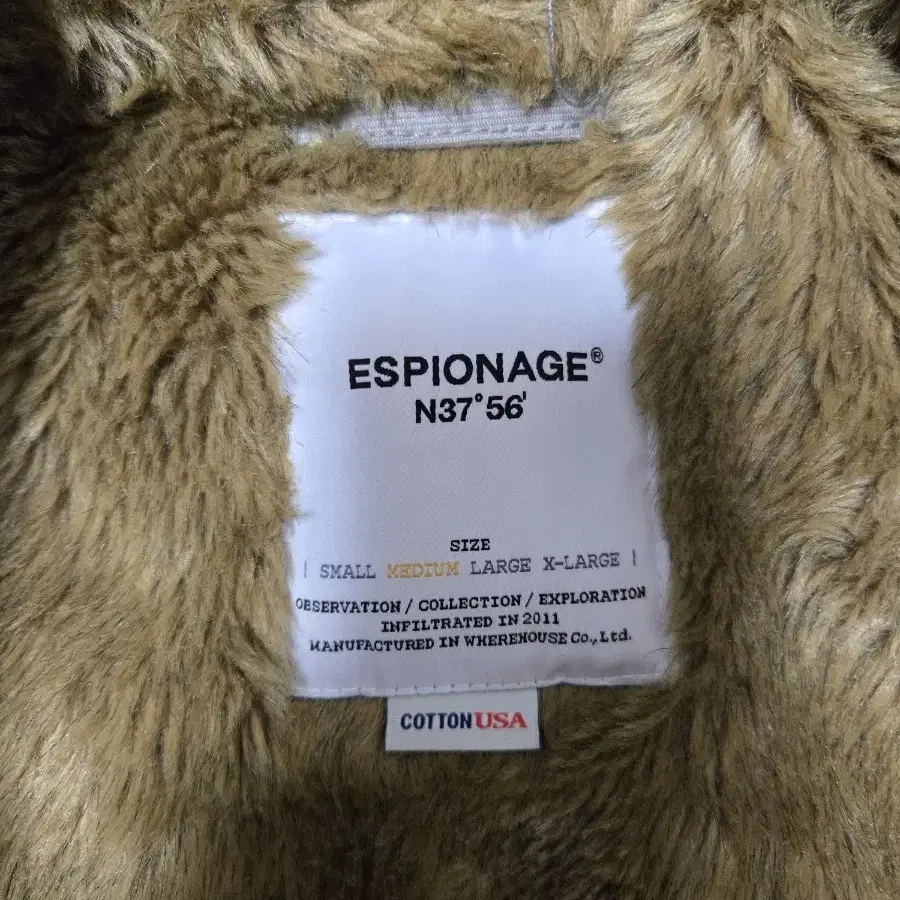 ESPIONAGE®
N37°56'
SIZE
| SMALL MEDIUM LARGE X-LARGE |
OBSERVATION / COLLECTION / EXPLORATION
INFILTRATED IN 2011
MANUFACTURED IN WHEREHOUSE Co., Ltd.
COTTON USA